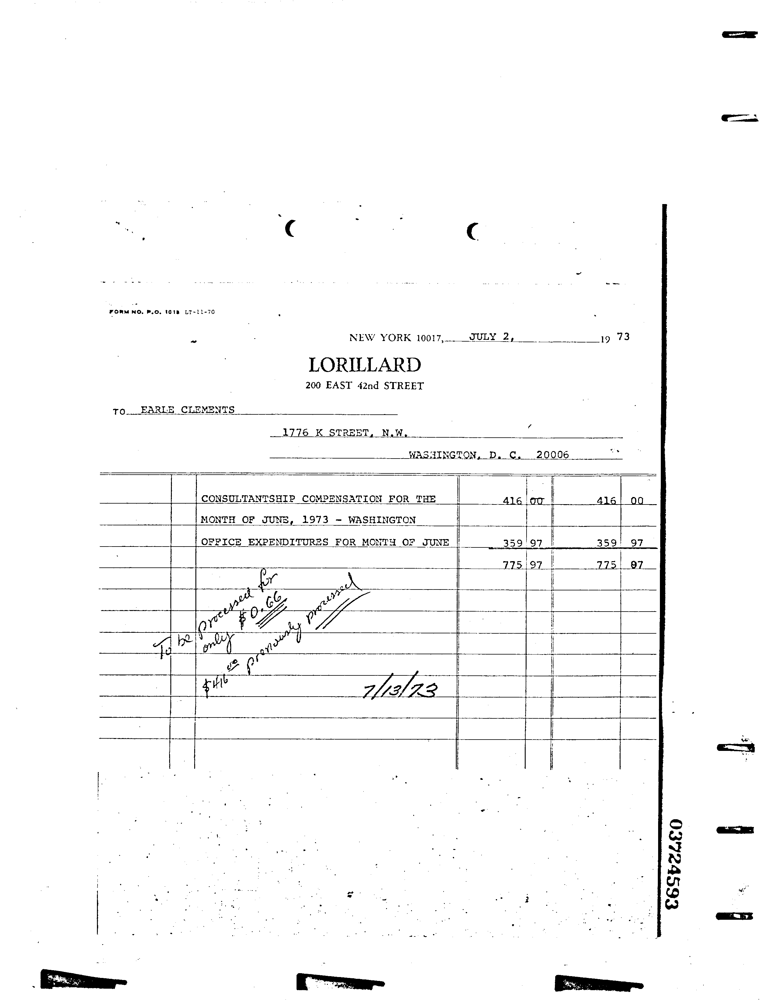 FORM NO. P.O. 1018 L7-11-70
NEW YORK 10017, JULY 2, 19 73
LORILLARD
200 EAST 42nd STREET
TO EARLE CLEMENTS
1776 K STREET, N.W.
WASHINGTON, D. C. 20006
CONSULTANTSHIP COMPENSATION FOR THE 416 00 416 00
MONTH OF JUNE, 1973 - WASHINGTON
OFFICE EXPENDITURES FOR MONTH OF JUNE 359 97 359 97
775 97 775 97
To be processed for
only $0.66
$416 00 previously processed
7/13/73
03724593